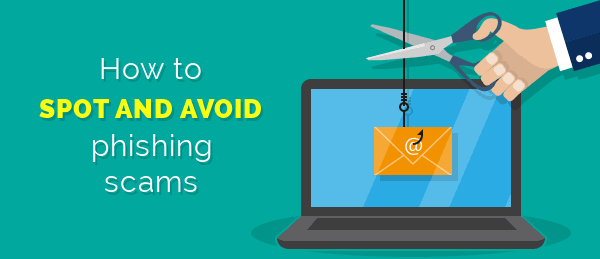 How to
SPOT AND AVOID
phishing
scams
@